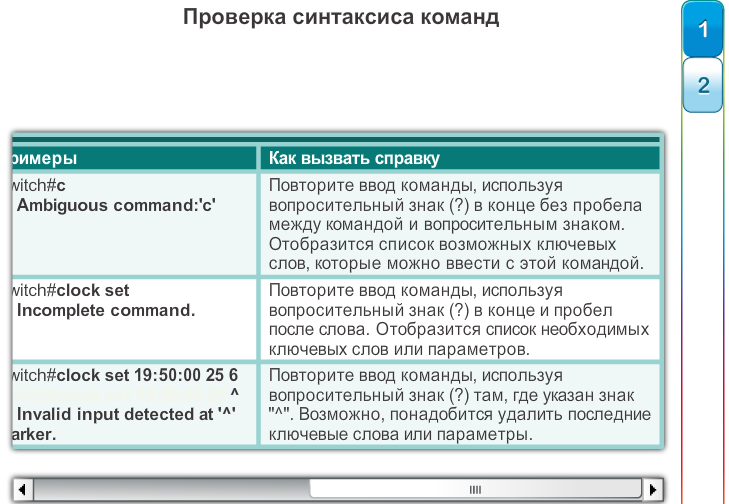 Проверка синтаксиса команд
1
2
римеры
Как вызвать справку
witch#c
Ambiguous command:'c'
Повторите ввод команды, используя
вопросительный знак (?) в конце без пробела
между командой и вопросительным знаком.
Отобразится список возможных ключевых
слов, которые можно ввести с этой командой.
witch#clock set
Incomplete command.
Повторите ввод команды, используя
вопросительный знак (?) в конце и пробел
после слова. Отобразится список необходимых
ключевых слов или параметров.
witch#clock set 19:50:00 25 6
^
Invalid input detected at '^'
arker.
Повторите ввод команды, используя
вопросительный знак (?) там, где указан знак
"^". Возможно, понадобится удалить последние
ключевые слова или параметры.